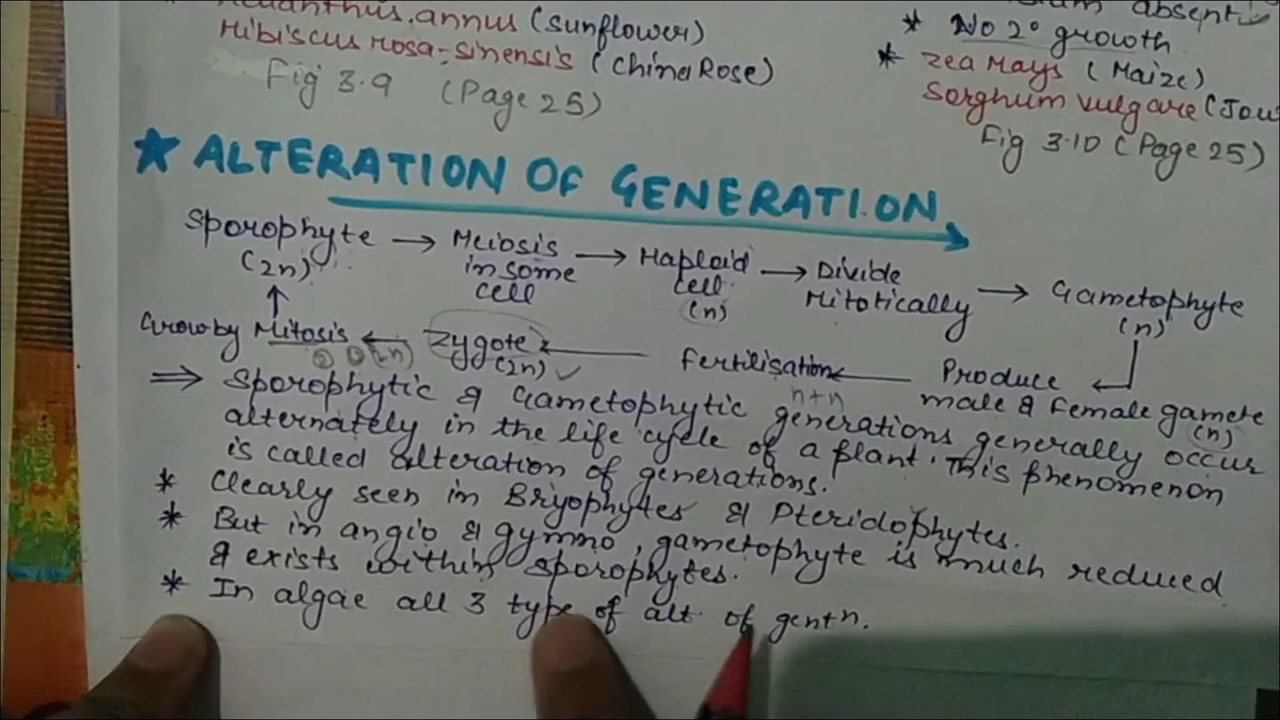 annus (Sunflower)
Hibiscus rosa-sinensis (China Rose)
Fig 3.9 (Page 25)
absent
* No 2° growth
* Zea Mays (Maize)
Sorghum vulgare (Jow
Fig 3.10 (Page 25)
★ ALTERATION OF GENERATION
Sporophyte → Meiosis → Haploid → Divide → Gametophyte
(2n) in some cell (n) Mitotically (n)
cell
Grow by Mitosis ← Zygote ← Fertilisation ← Produce
(2n) (2n) ✓ n+n male & Female gamete
(n)
⇒ Sporophytic & Gametophytic generations generally occur
alternately in the life cycle of a plant. This phenomenon
is called alteration of generations.
* Clearly seen in Bryophytes & Pteridophytes.
* But in angio & gymno, gametophyte is much reduced
& exists within sporophytes.
* In algae all 3 type of alt. of gentn.